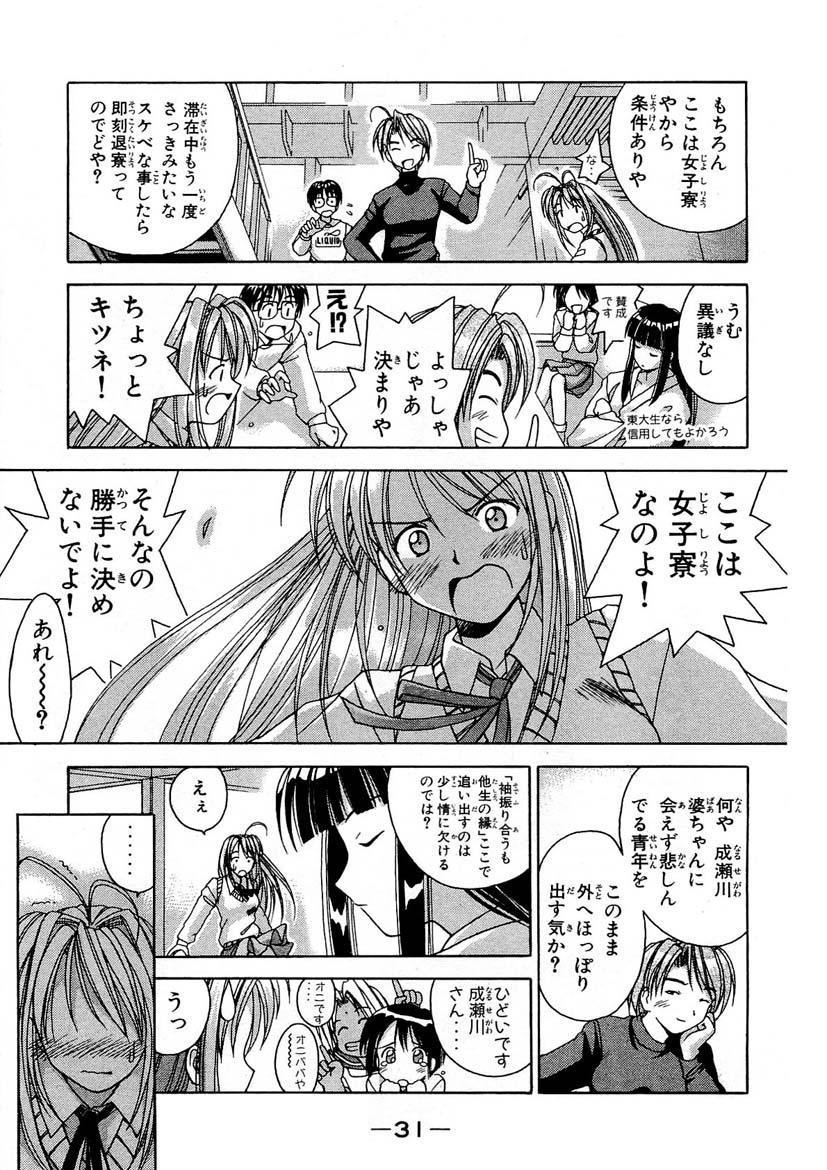 もちろん
ここは女子寮
やから
条件ありや
な…
LIQUID
滞在中もう一度
さっきみたいな
スケベな事したら
即刻退寮って
のでどや？
うむ
異議なし
賛成
です
東大生なら
信用してもよかろう
よっしゃ
じゃあ
決まりや
え!?
ちょっと
キツネ！
ここは
女子寮
なのよ！
そんなの
勝手に決め
ないでよ！
あれ〜〜〜？
何や 成瀬川
婆ちゃんに
会えず悲しん
でる青年を
このまま
外へほっぽり
出す気か？
「袖振り合うも
他生の縁」ここで
追い出すのは
少し情に欠ける
のでは？
えぇ
ひどいです
成瀬川
さん‥‥
オニです
オニババや
うっ
‥‥‥
—31—